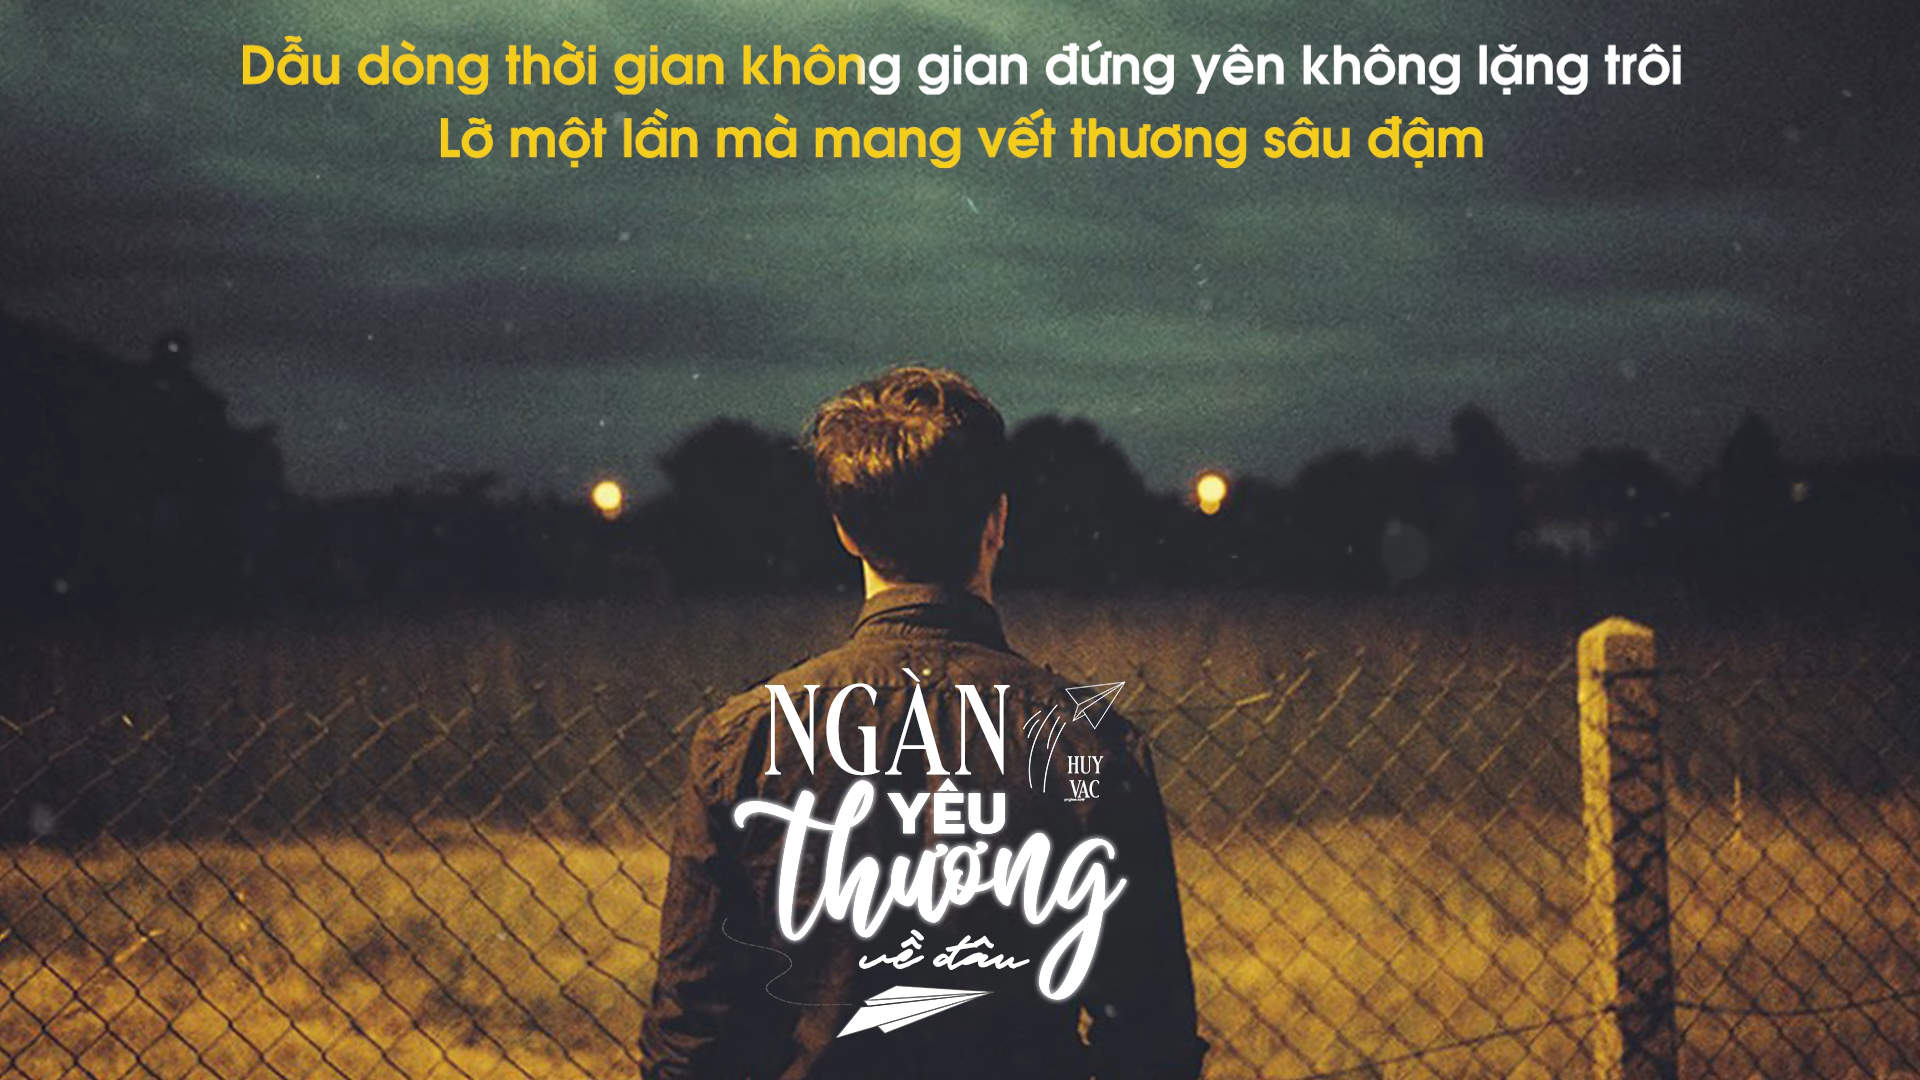 Dẫu dòng thời gian không gian đứng yên không lặng trôi
Lỡ một lần mà mang vết thương sâu đậm
NGÀN
HUY
VAC
YÊU
thương
về đâu